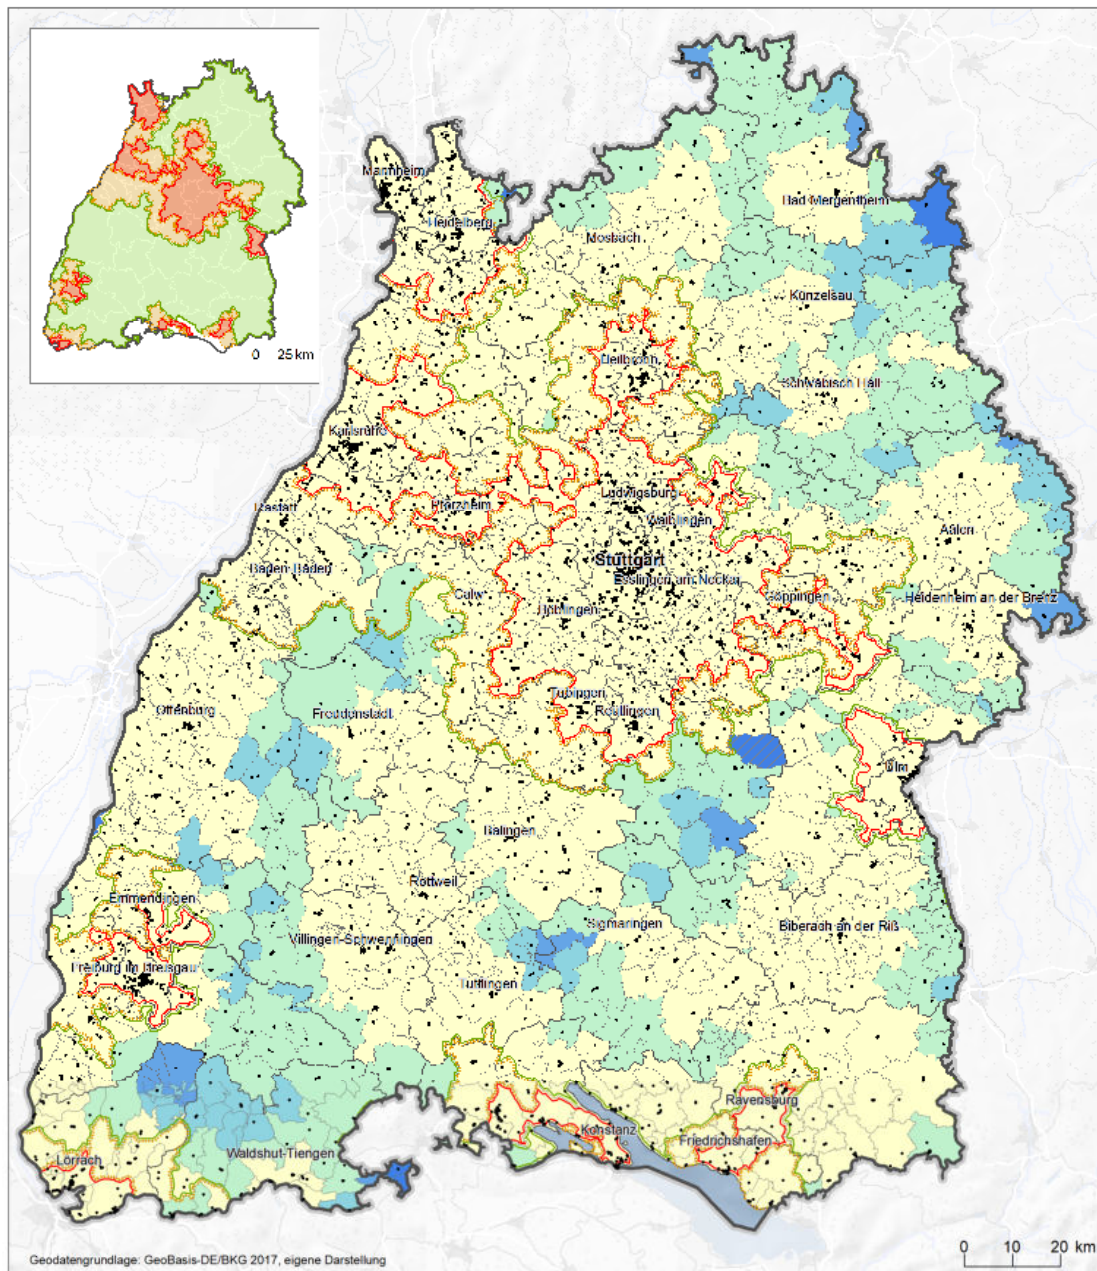 0 25 km
Mannheim
Heidelberg
Bad Mergentheim
Mosbach
Künzelsau
Heilbronn
Schwäbisch Hall
Karlsruhe
Ludwigsburg
Pforzheim
Rastatt
Waiblingen
Aalen
Stuttgart
Baden-Baden
Esslingen am Neckar
Calw
Göppingen
Heidenheim an der Brenz
Böblingen
Tübingen
Reutlingen
Offenburg
Freudenstadt
Ulm
Balingen
Rottweil
Emmendingen
Sigmaringen
Biberach an der Riß
Villingen-Schwenningen
Freiburg im Breisgau
Tuttlingen
Ravensburg
Konstanz
Friedrichshafen
Lörrach
Waldshut-Tiengen
Geodatengrundlage: GeoBasis-DE/BKG 2017, eigene Darstellung
0 10 20 km